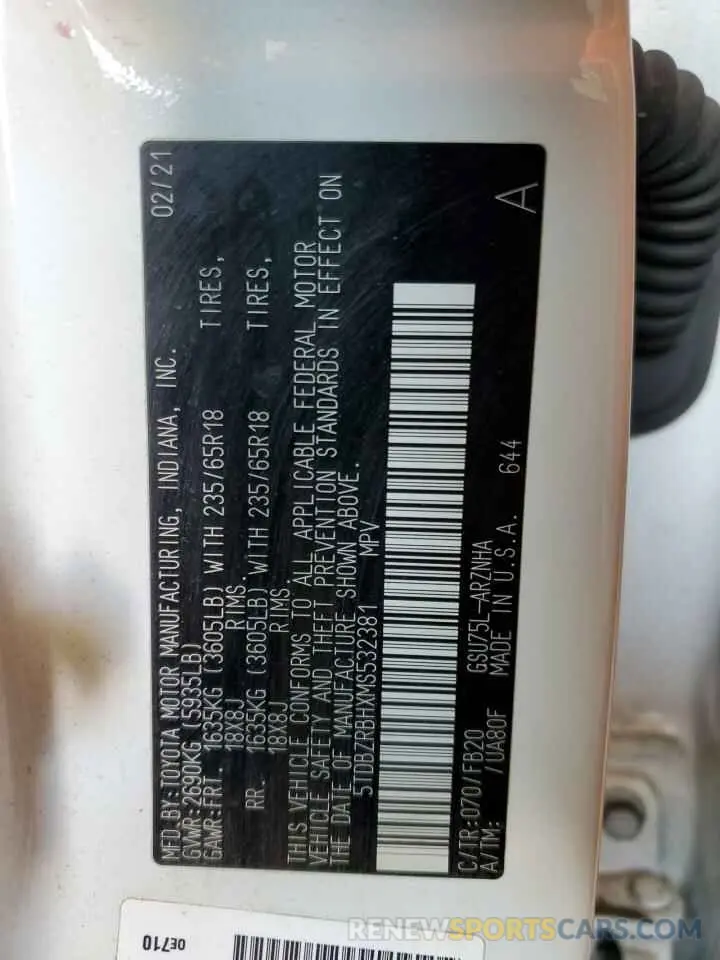 MFD BY:TOYOTA MOTOR MANUFACTURING, INDIANA, INC. 02/21
GVWR:2690KG (5935LB)
GAWR:FRT. 1635KG (3605LB) WITH 235/65R18 TIRES,
18X8J RIMS.
RR. 1635KG (3605LB) WITH 235/65R18 TIRES,
18X8J RIMS.
THIS VEHICLE CONFORMS TO ALL APPLICABLE FEDERAL MOTOR
VEHICLE SAFETY AND THEFT PREVENTION STANDARDS IN EFFECT ON
THE DATE OF MANUFACTURE SHOWN ABOVE.
5TDBZRBHXMS532381 MPV
C/TR:070/FB20 GSU75L-ARZNHA
A/TM: /UA80F MADE IN U.S.A. 644 A
OE710
RENEWSPORTSCARS.COM